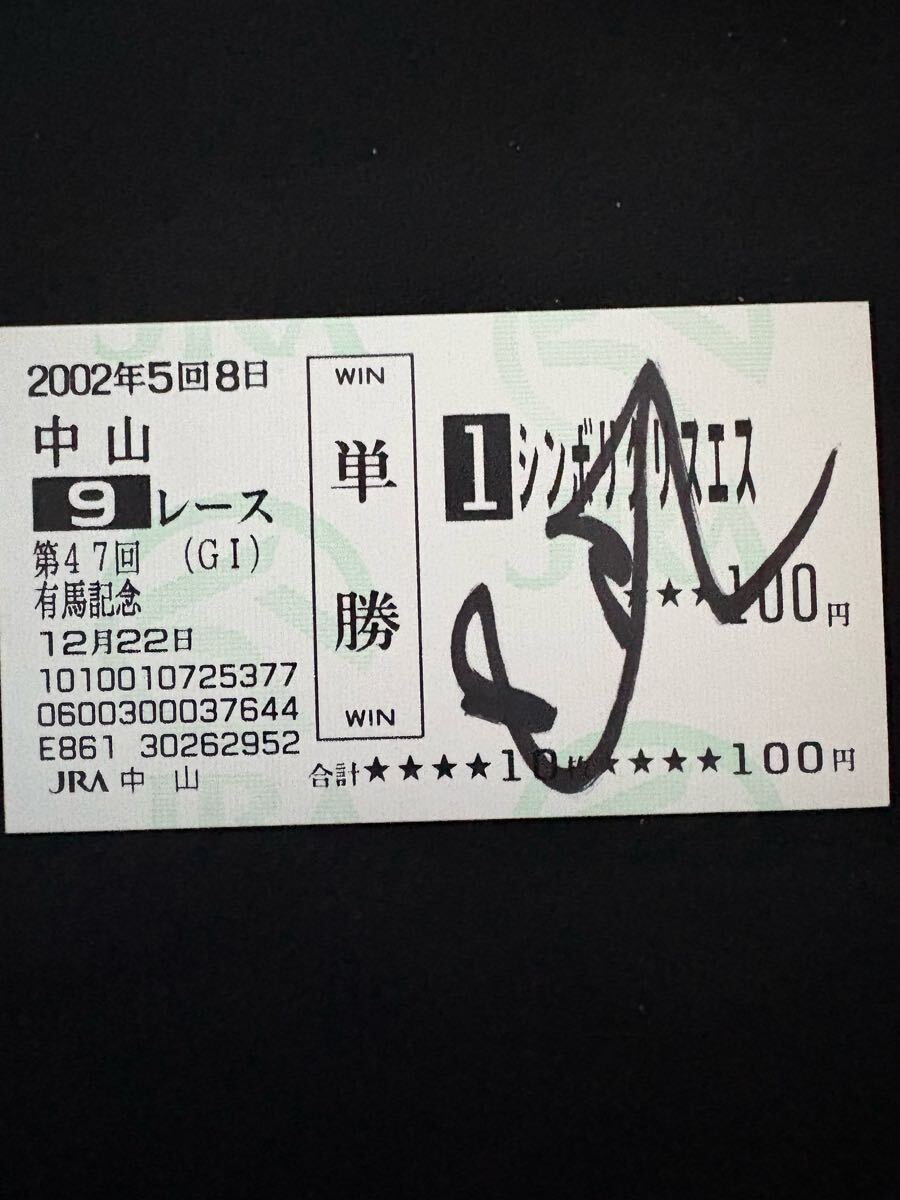 2002年5回8日
中山
9レース
第47回 (GI)
有馬記念
12月22日
1010010725377
0600300037644
E861 30262952
JRA 中 山
WIN
単勝
WIN
1 シンボリクリスエス
★★★100円
合計★★★★10枚★★★★100円